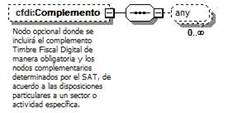 cfdi:Complemento
any
0..∞
Nodo opcional donde se
incluirá el complemento
Timbre Fiscal Digital de
manera obligatoria y los
nodos complementarios
determinados por el SAT, de
acuerdo a las disposiciones
particulares a un sector o
actividad específica.